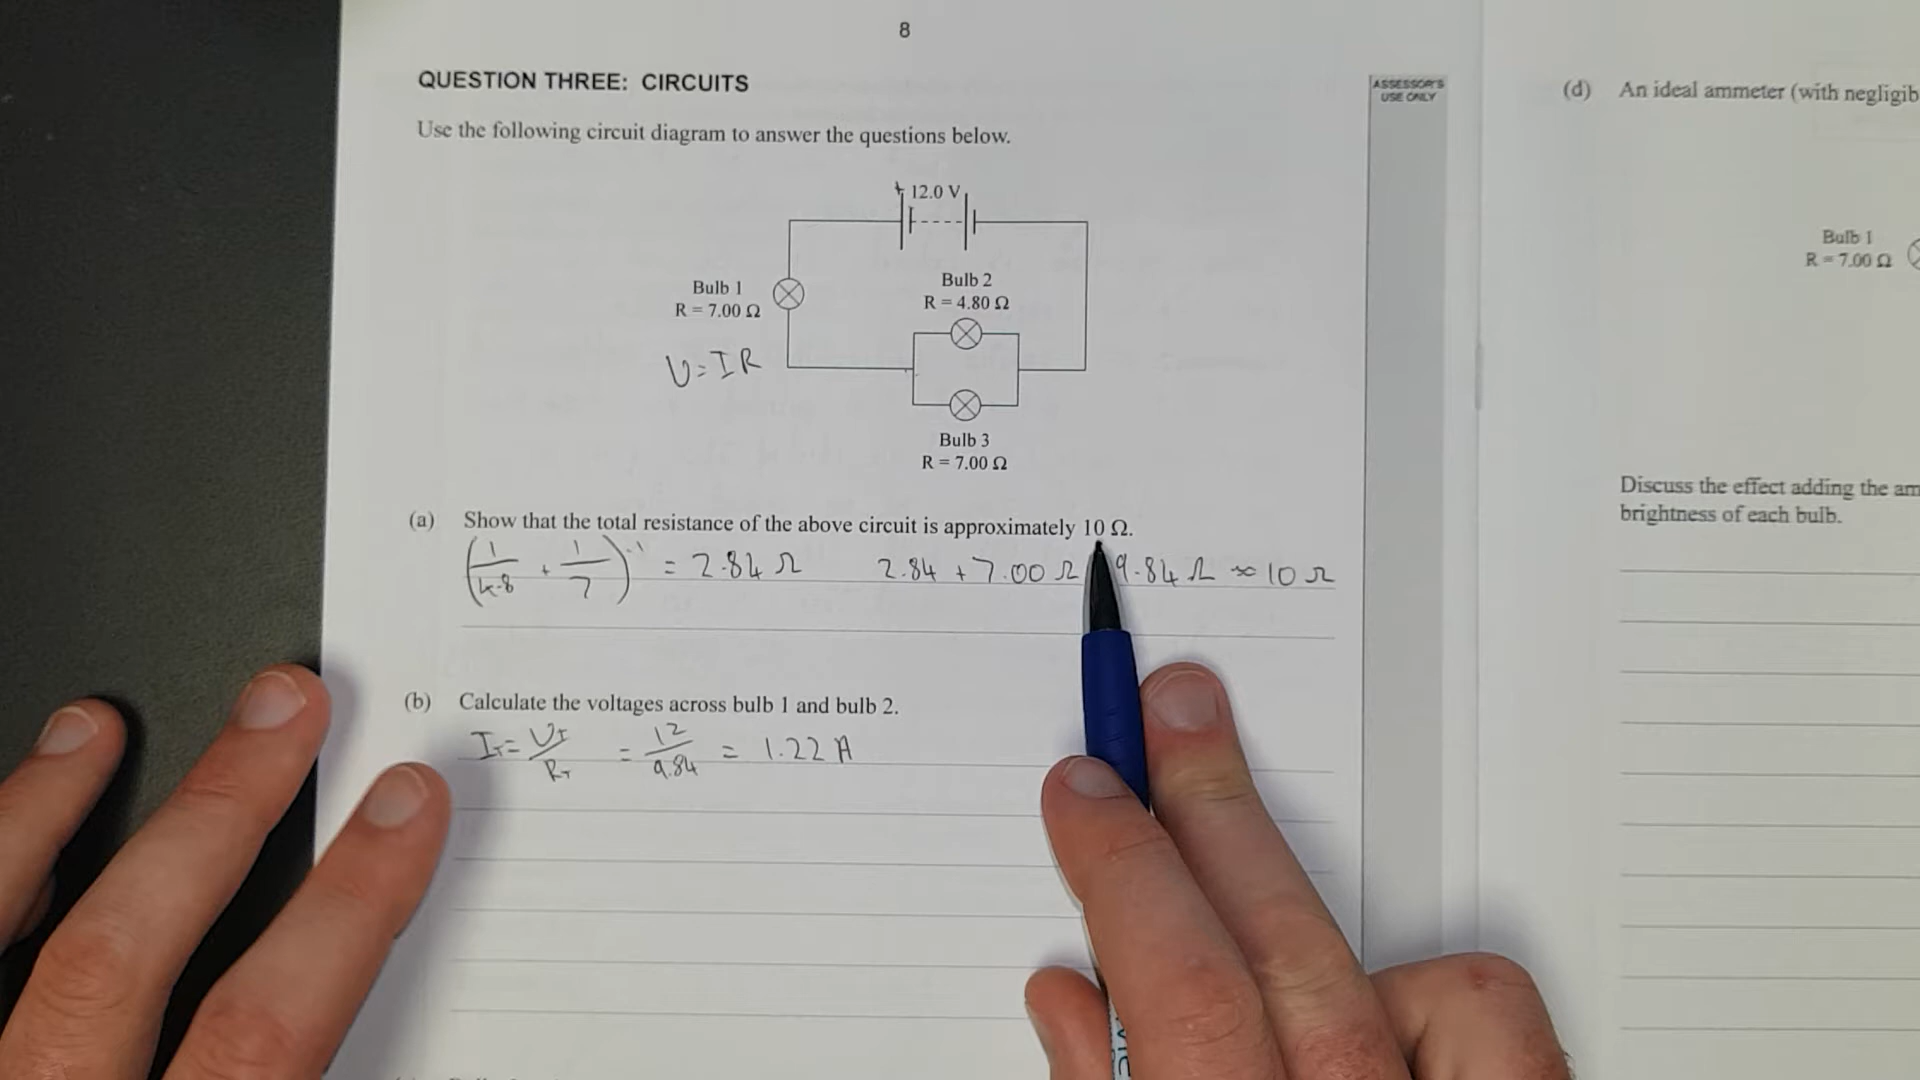 8
QUESTION THREE: CIRCUITS
ASSESSOR'S
USE ONLY
Use the following circuit diagram to answer the questions below.
+ 12.0 V
Bulb 1
R = 7.00 Ω
Bulb 2
R = 4.80 Ω
V = IR
Bulb 3
R = 7.00 Ω
(a) Show that the total resistance of the above circuit is approximately 10 Ω.
(1/4.8 + 1/7)^-1 = 2.84 Ω 2.84 + 7.00 Ω 9.84 Ω ≈ 10 Ω
(b) Calculate the voltages across bulb 1 and bulb 2.
I_T = V_T/R_T = 12/9.84 = 1.22 A
(d) An ideal ammeter (with negligib
Bulb 1
R = 7.00 Ω
Discuss the effect adding the am
brightness of each bulb.